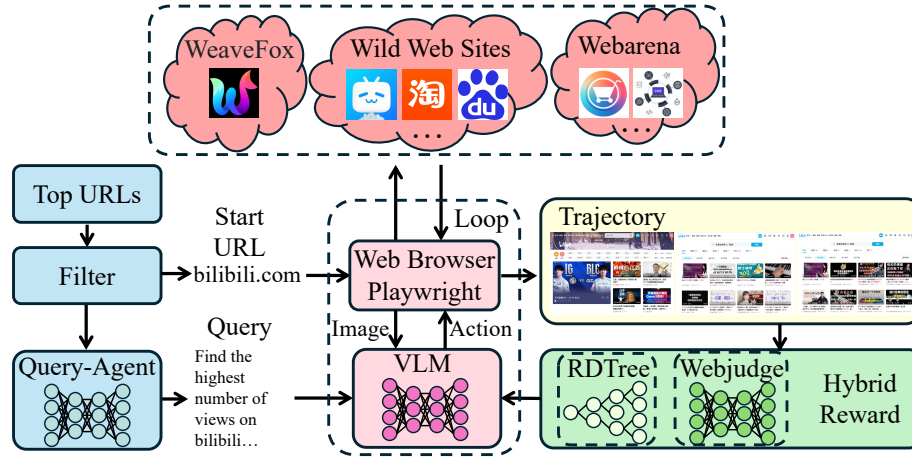 WeaveFox
Wild Web Sites
Webarena
淘
du
...
...
Top URLs
Filter
Start
URL
bilibili.com
Loop
Web Browser
Playwright
Trajectory
Image
Action
Query
Query-Agent
Find the
highest
number of
views on
bilibili...
VLM
RDTree
Webjudge
Hybrid
Reward